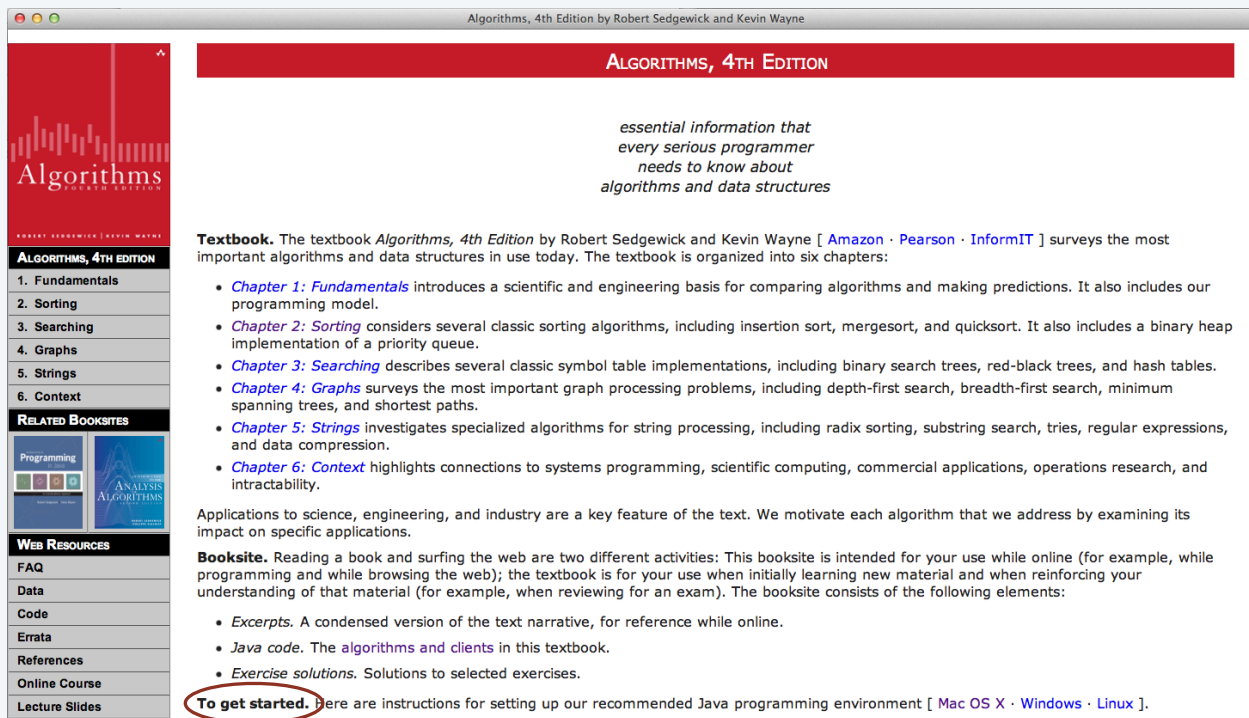 Algorithms, 4th Edition by Robert Sedgewick and Kevin Wayne
Algorithms
FOURTH EDITION
ROBERT SEDGEWICK | KEVIN WAYNE
ALGORITHMS, 4TH EDITION
1. Fundamentals
2. Sorting
3. Searching
4. Graphs
5. Strings
6. Context
RELATED BOOKSITES
Programming
ANALYSIS
ALGORITHMS
WEB RESOURCES
FAQ
Data
Code
Errata
References
Online Course
Lecture Slides
ALGORITHMS, 4TH EDITION
essential information that
every serious programmer
needs to know about
algorithms and data structures
Textbook. The textbook Algorithms, 4th Edition by Robert Sedgewick and Kevin Wayne [ Amazon · Pearson · InformIT ] surveys the most
important algorithms and data structures in use today. The textbook is organized into six chapters:
• Chapter 1: Fundamentals introduces a scientific and engineering basis for comparing algorithms and making predictions. It also includes our
programming model.
• Chapter 2: Sorting considers several classic sorting algorithms, including insertion sort, mergesort, and quicksort. It also includes a binary heap
implementation of a priority queue.
• Chapter 3: Searching describes several classic symbol table implementations, including binary search trees, red-black trees, and hash tables.
• Chapter 4: Graphs surveys the most important graph processing problems, including depth-first search, breadth-first search, minimum
spanning trees, and shortest paths.
• Chapter 5: Strings investigates specialized algorithms for string processing, including radix sorting, substring search, tries, regular expressions,
and data compression.
• Chapter 6: Context highlights connections to systems programming, scientific computing, commercial applications, operations research, and
intractability.
Applications to science, engineering, and industry are a key feature of the text. We motivate each algorithm that we address by examining its
impact on specific applications.
Booksite. Reading a book and surfing the web are two different activities: This booksite is intended for your use while online (for example, while
programming and while browsing the web); the textbook is for your use when initially learning new material and when reinforcing your
understanding of that material (for example, when reviewing for an exam). The booksite consists of the following elements:
• Excerpts. A condensed version of the text narrative, for reference while online.
• Java code. The algorithms and clients in this textbook.
• Exercise solutions. Solutions to selected exercises.
To get started. Here are instructions for setting up our recommended Java programming environment [ Mac OS X · Windows · Linux ].